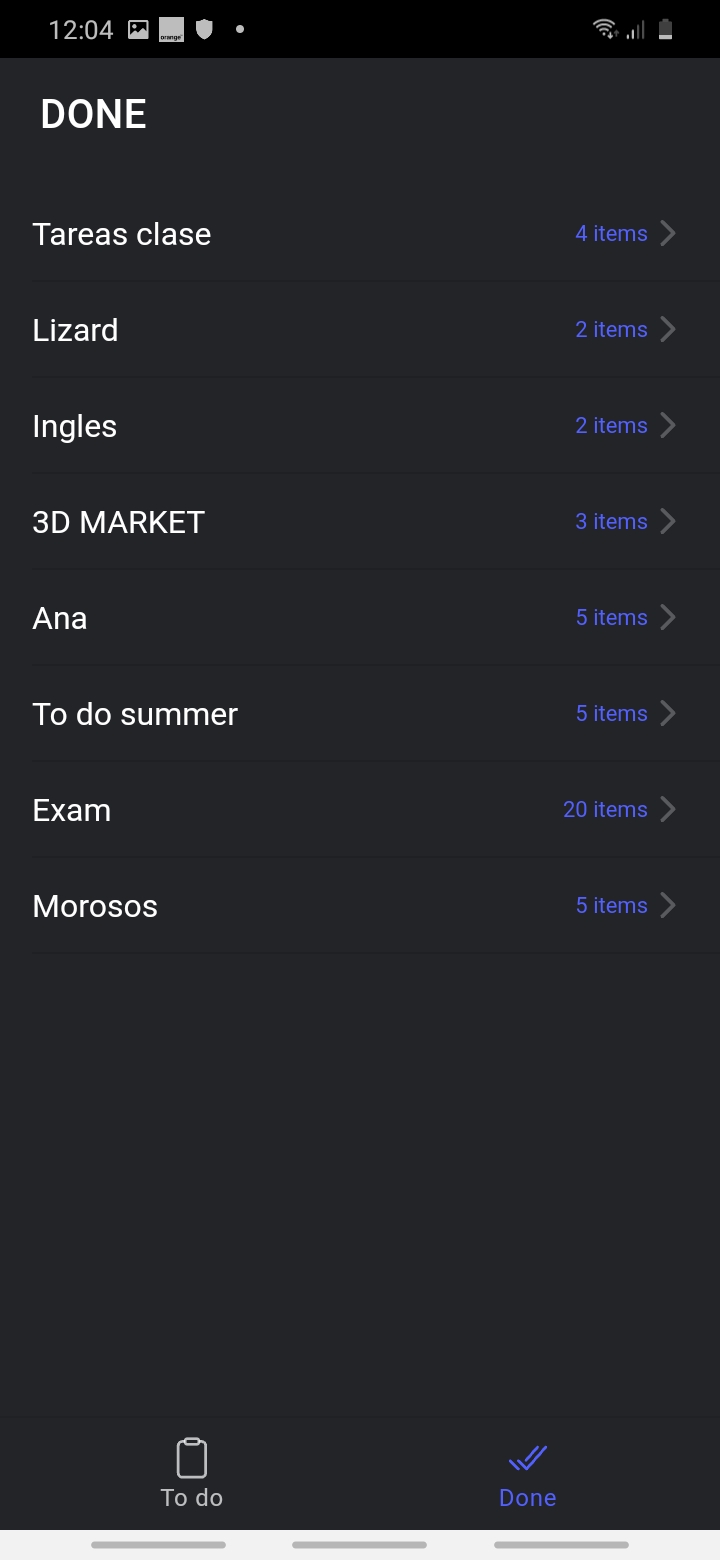 12:04 orange
DONE
Tareas clase 4 items
Lizard 2 items
Ingles 2 items
3D MARKET 3 items
Ana 5 items
To do summer 5 items
Exam 20 items
Morosos 5 items
To do Done